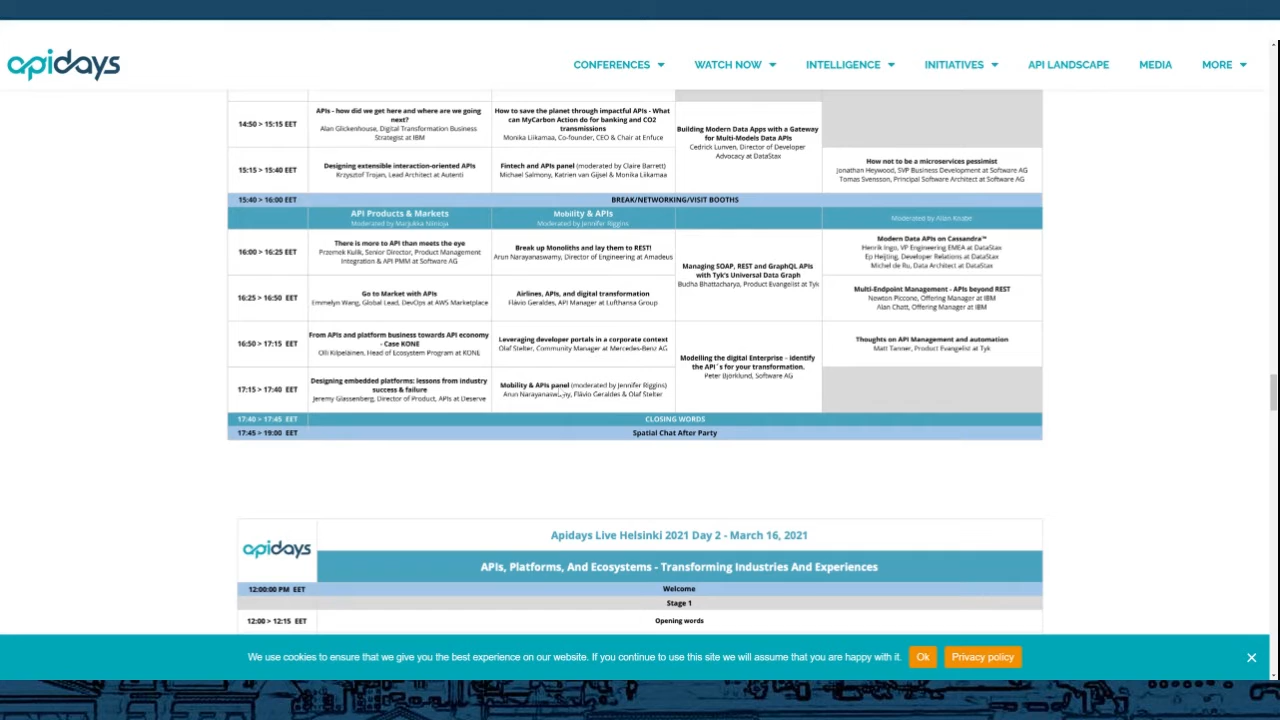 apidays
CONFERENCES WATCH NOW INTELLIGENCE INITIATIVES API LANDSCAPE MEDIA MORE
14:50 > 15:15 EET
APIs - how did we get here and where are we going
next?
Alan Glickenhouse, Digital Transformation Business
Strategist at IBM
How to save the planet through impactful APIs - What
can MyCarbon Action do for banking and CO2
transmissions
Monika Liikamaa, Co-founder, CEO & Chair at Enfuce
Building Modern Data Apps with a Gateway
for Multi-Models Data APIs
Cedrick Lunven, Director of Developer
Advocacy at DataStax
15:15 > 15:40 EET
Designing extensible interaction-oriented APIs
Krzysztof Trojan, Lead Architect at Autenti
Fintech and APIs panel (moderated by Claire Barrett)
Michael Salmony, Katrien van Gijsel & Monika Liikamaa
How not to be a microservices pessimist
Jonathan Heywood, SVP Business Development at Software AG
Tomas Svensson, Principal Software Architect at Software AG
15:40 > 16:00 EET BREAK/NETWORKING/VISIT BOOTHS
API Products & Markets
Moderated by Marjukka Niinioja
Mobility & APIs
Moderated by Jennifer Riggins
Moderated by Allan Knabe
16:00 > 16:25 EET
There is more to API than meets the eye
Przemek Kulik, Senior Director, Product Management
Integration & API PMM at Software AG
Break up Monoliths and lay them to REST!
Arun Narayanaswamy, Director of Engineering at Amadeus
Managing SOAP, REST and GraphQL APIs
with Tyk's Universal Data Graph
Budha Bhattacharya, Product Evangelist at Tyk
Modern Data APIs on Cassandra™
Henrik Ingo, VP Engineering EMEA at DataStax
Ep Heijting, Developer Relations at DataStax
Michel de Ru, Data Architect at DataStax
16:25 > 16:50 EET
Go to Market with APIs
Emmelyn Wang, Global Lead, DevOps at AWS Marketplace
Airlines, APIs, and digital transformation
Flávio Geraldes, API Manager at Lufthansa Group
Multi-Endpoint Management - APIs beyond REST
Newton Piccone, Offering Manager at IBM
Alan Chatt, Offering Manager at IBM
16:50 > 17:15 EET
From APIs and platform business towards API economy
- Case KONE
Olli Kilpeläinen, Head of Ecosystem Program at KONE
Leveraging developer portals in a corporate context
Olaf Stelter, Community Manager at Mercedes-Benz AG
Modelling the digital Enterprise - identify
the API´s for your transformation.
Peter Björklund, Software AG
Thoughts on API Management and automation
Matt Tanner, Product Evangelist at Tyk
17:15 > 17:40 EET
Designing embedded platforms: lessons from industry
success & failure
Jeremy Glassenberg, Director of Product, APIs at Deserve
Mobility & APIs panel (moderated by Jennifer Riggins)
Arun Narayanaswamy, Flávio Geraldes & Olaf Stelter
17:40 > 17:45 EET CLOSING WORDS
17:45 > 19:00 EET Spatial Chat After Party
apidays
Apidays Live Helsinki 2021 Day 2 - March 16, 2021
APIs, Platforms, And Ecosystems - Transforming Industries And Experiences
12:00:00 PM EET Welcome
Stage 1
12:00 > 12:15 EET Opening words
We use cookies to ensure that we give you the best experience on our website. If you continue to use this site we will assume that you are happy with it. Ok Privacy policy